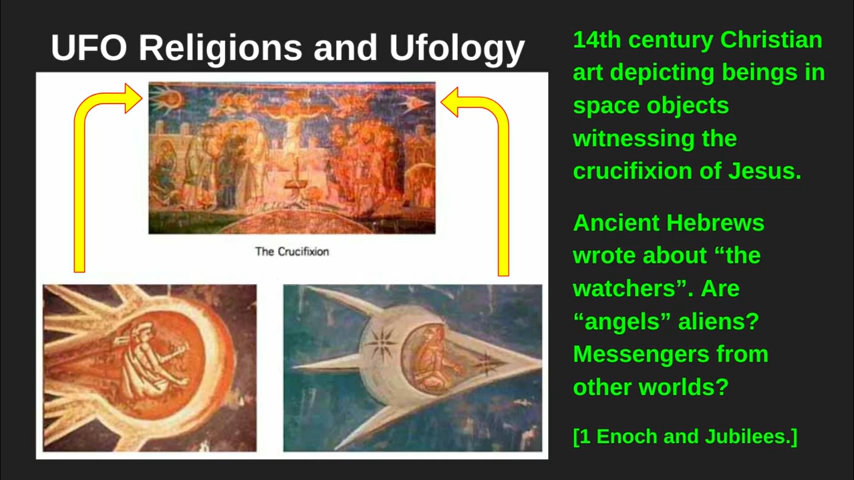 UFO Religions and Ufology
The Crucifixion
14th century Christian
art depicting beings in
space objects
witnessing the
crucifixion of Jesus.
Ancient Hebrews
wrote about “the
watchers”. Are
“angels” aliens?
Messengers from
other worlds?
[1 Enoch and Jubilees.]